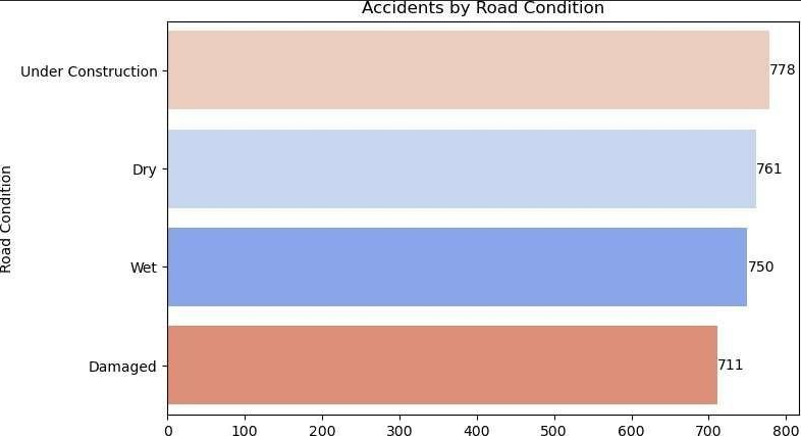 Accidents by Road Condition
Road Condition
Under Construction
778
Dry
761
Wet
750
Damaged
711
0 100 200 300 400 500 600 700 800